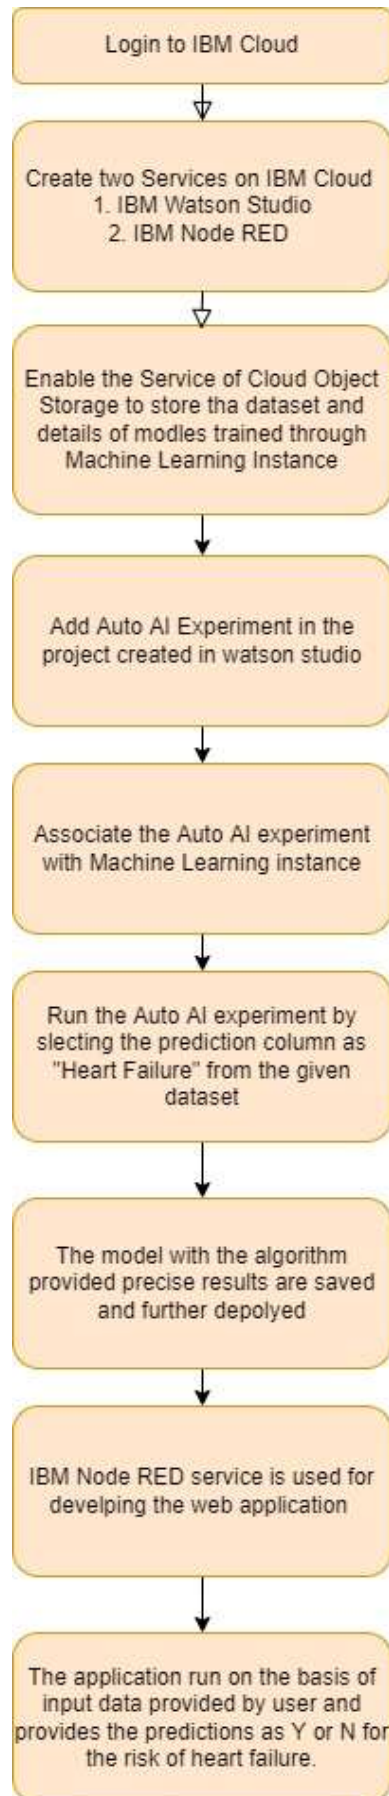 Login to IBM Cloud
Create two Services on IBM Cloud
1. IBM Watson Studio
2. IBM Node RED
Enable the Service of Cloud Object
Storage to store tha dataset and
details of modles trained through
Machine Learning Instance
Add Auto AI Experiment in the
project created in watson studio
Associate the Auto AI experiment
with Machine Learning instance
Run the Auto AI experiment by
slecting the prediction column as
"Heart Failure" from the given
dataset
The model with the algorithm
provided precise results are saved
and further depolyed
IBM Node RED service is used for
develping the web application
The application run on the basis of
input data provided by user and
provides the predictions as Y or N for
the risk of heart failure.